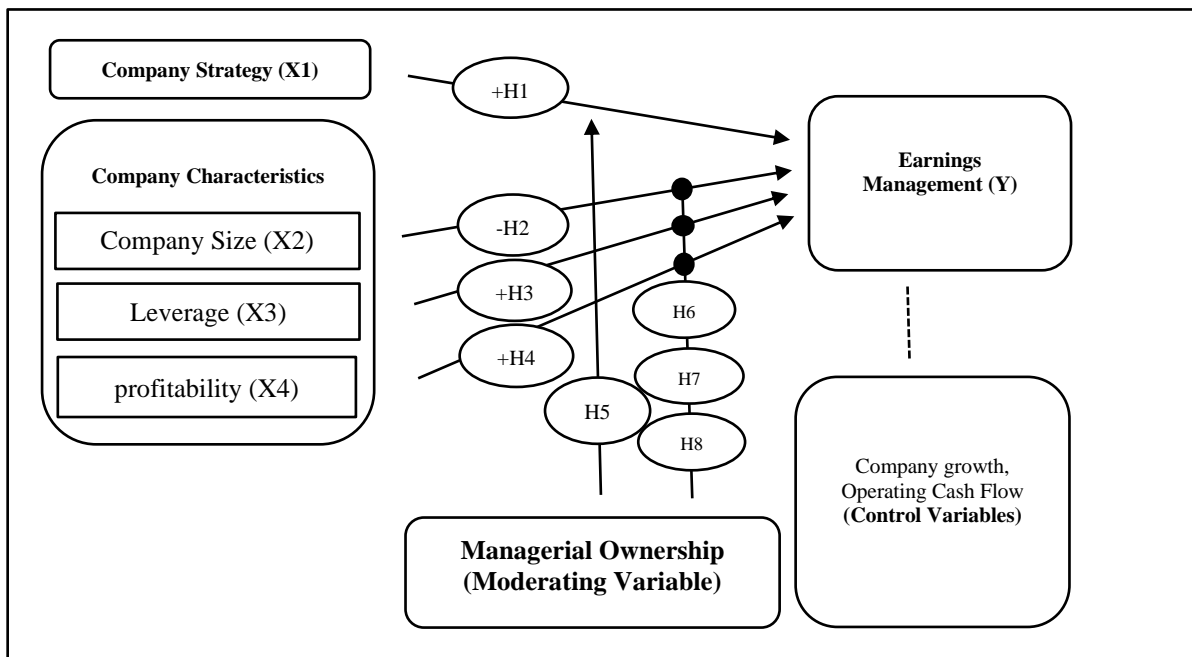 Company Strategy (X1)
+H1
Company Characteristics
Company Size (X2)
Leverage (X3)
profitability (X4)
-H2
+H3
+H4
H5
H6
H7
H8
Earnings
Management (Y)
Managerial Ownership
(Moderating Variable)
Company growth,
Operating Cash Flow
(Control Variables)